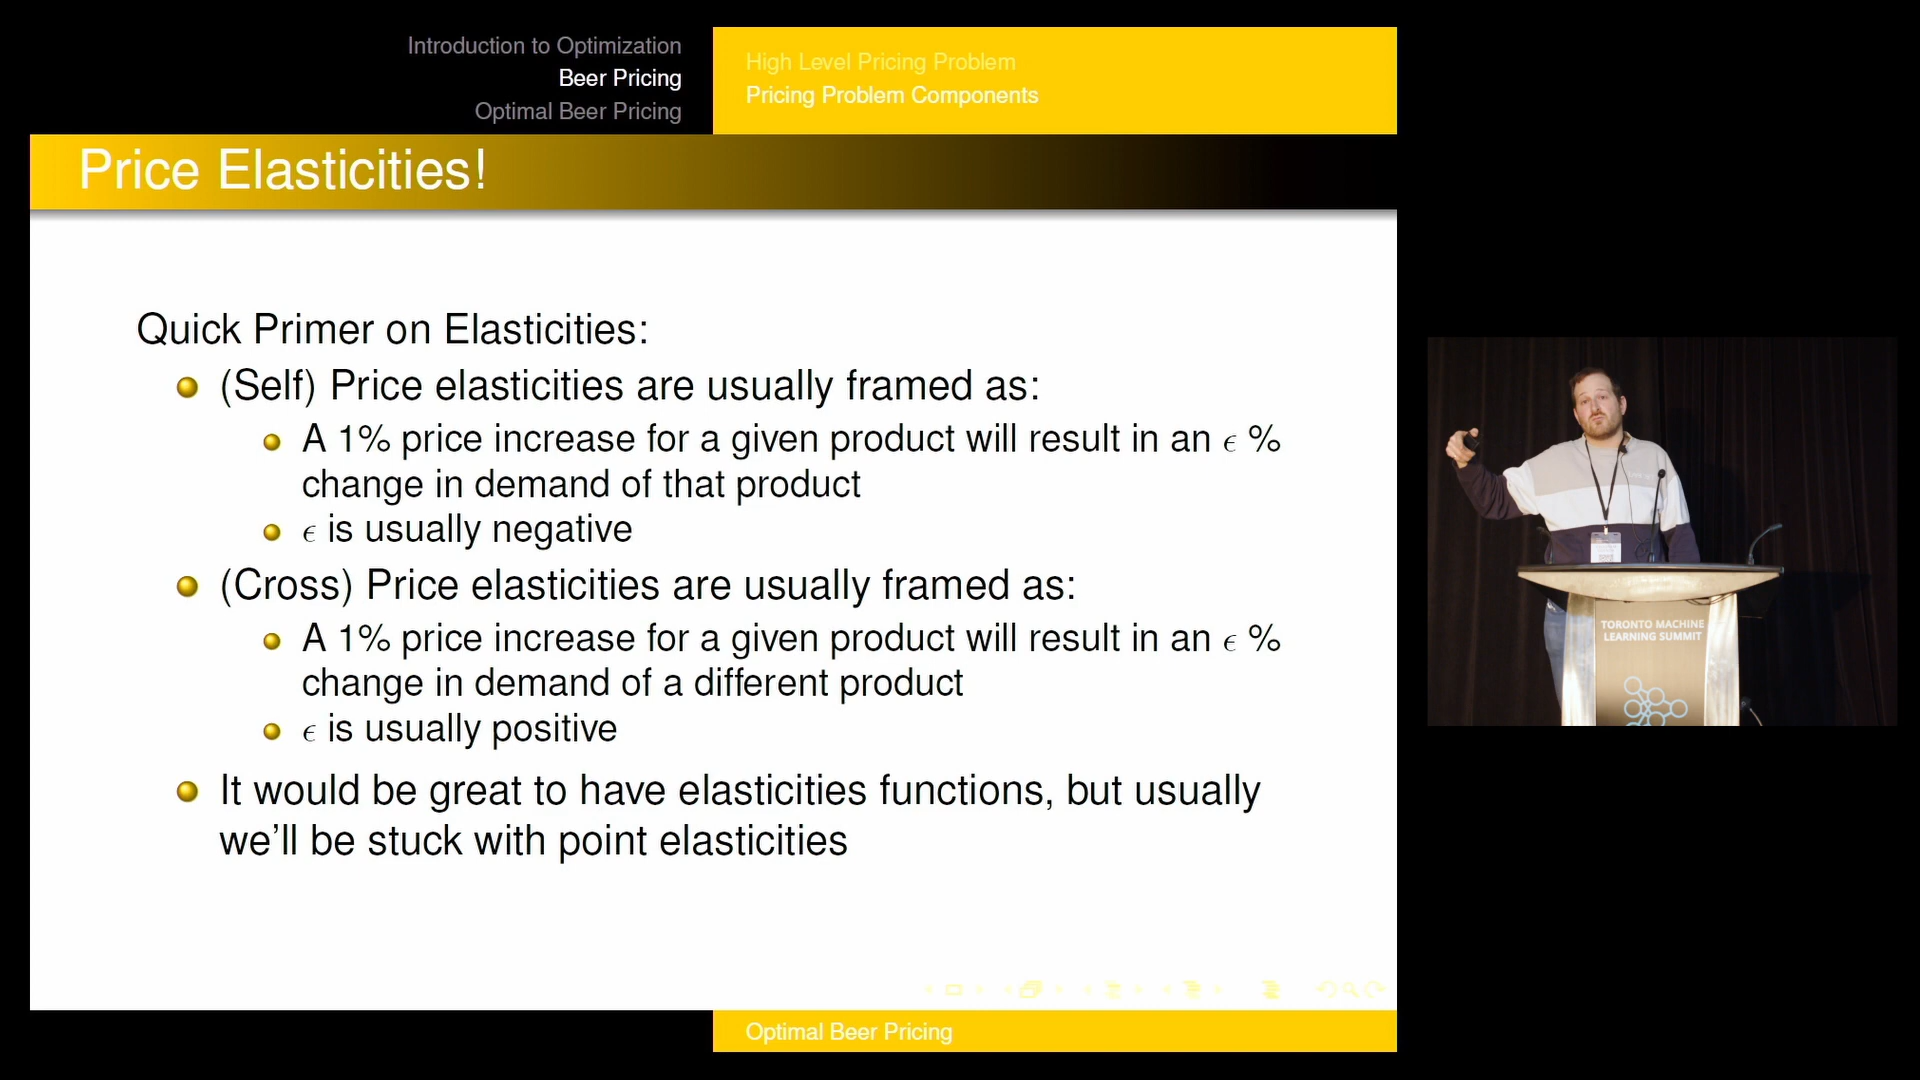 Introduction to Optimization
Beer Pricing
Optimal Beer Pricing
High Level Pricing Problem
Pricing Problem Components
Price Elasticities!
Quick Primer on Elasticities:
(Self) Price elasticities are usually framed as:
A 1% price increase for a given product will result in an ϵ %
change in demand of that product
ϵ is usually negative
(Cross) Price elasticities are usually framed as:
A 1% price increase for a given product will result in an ϵ %
change in demand of a different product
ϵ is usually positive
It would be great to have elasticities functions, but usually
we'll be stuck with point elasticities
Optimal Beer Pricing
TORONTO MACHINE
LEARNING SUMMIT